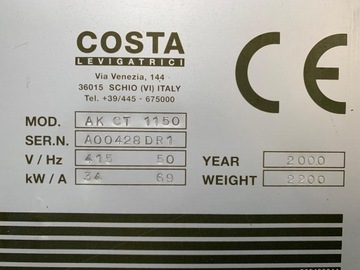 COSTA
LEVIGATRICI
Via Venezia, 144
36015 SCHIO (VI) ITALY
Tel. +39/445 - 675000
CE
MOD. AK CT 1150
SER.N. A00428DR1
V / Hz 415 50
YEAR 2000
kW / A 34 69
WEIGHT 2200